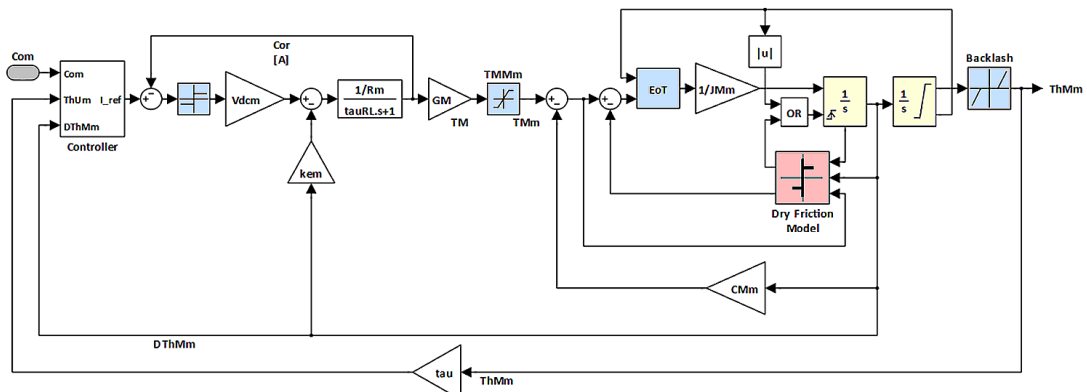 Com
Com
ThUm
I_ref
DThMm
Controller
+
-
Cor
[A]
Vdcm
+
-
1/Rm
tauRL.s+1
kem
GM
TM
TMMm
TMm
+
-
+
-
EoT
1/JMm
|u|
OR
1
s
1
s
Dry Friction
Model
Backlash
ThMm
CMm
DThMm
tau
ThMm